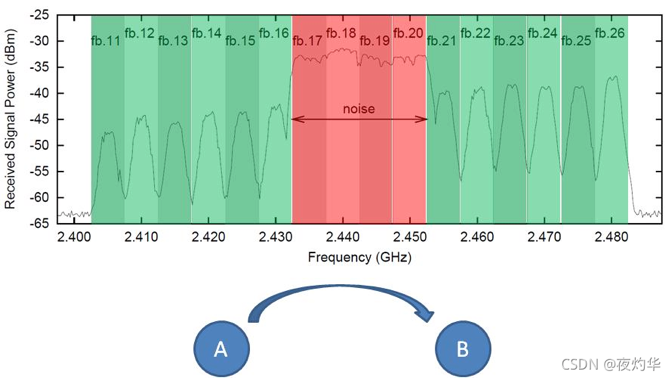 -25
-30
-35
-40
-45
-50
-55
-60
-65
Received Signal Power (dBm)
fb.11 fb.12 fb.13 fb.14 fb.15 fb.16 fb.17 fb.18 fb.19 fb.20 fb.21 fb.22 fb.23 fb.24 fb.25 fb.26
noise
2.400 2.410 2.420 2.430 2.440 2.450 2.460 2.470 2.480
Frequency (GHz)
A B
CSDN @夜灼华